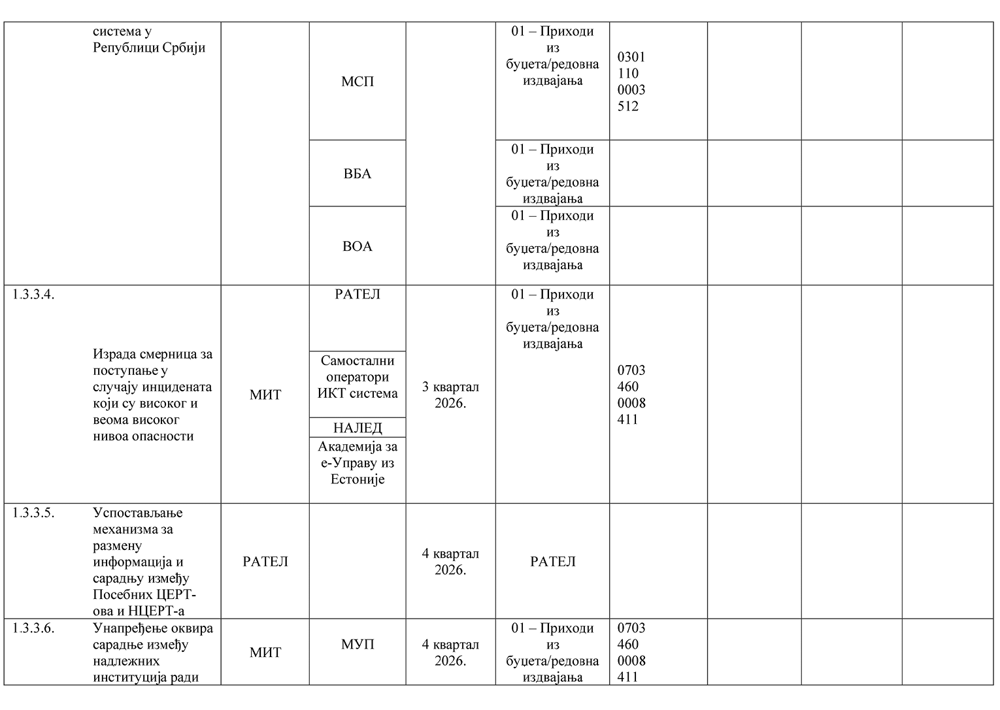 система у
Републици Србији
МСП
01 – Приходи
из
буџета/редовна
издвајања
0301
110
0003
512
ВБА
01 – Приходи
из
буџета/редовна
издвајања
ВОА
01 – Приходи
из
буџета/редовна
издвајања
1.3.3.4.
Израда смерница за
поступање у
случају инцидената
који су високог и
веома високог
нивоа опасности
МИТ
РАТЕЛ
Самостални
оператори
ИКТ система
НАЛЕД
Академија за
е-Управу из
Естоније
3 квартал
2026.
01 – Приходи
из
буџета/редовна
издвајања
0703
460
0008
411
1.3.3.5.
Успостављање
механизма за
размену
информација и
сарадњу између
Посебних ЦЕРТ-
ова и НЦЕРТ-а
РАТЕЛ
4 квартал
2026.
РАТЕЛ
1.3.3.6.
Унапређење оквира
сарадње између
надлежних
институција ради
МИТ
МУП
4 квартал
2026.
01 – Приходи
из
буџета/редовна
издвајања
0703
460
0008
411